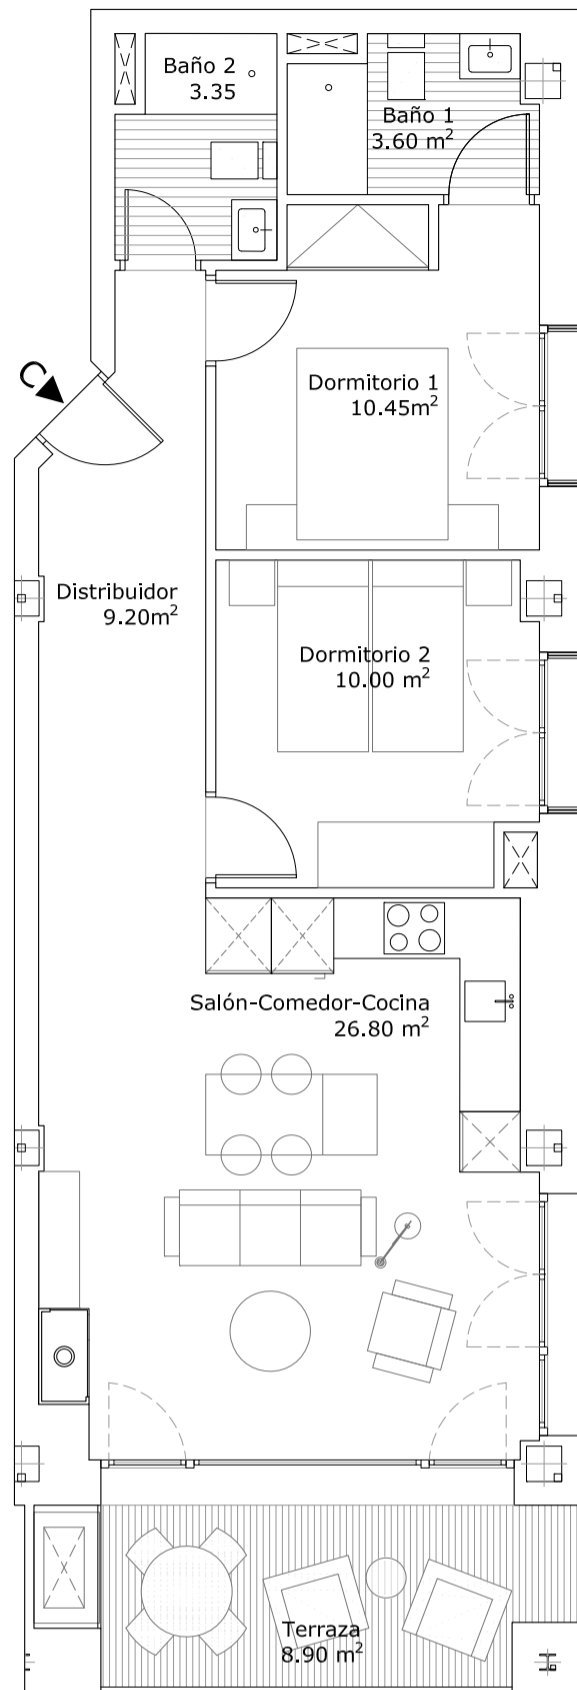 Baño 2
3.35
Baño 1
3.60 m²
C
Dormitorio 1
10.45m²
Distribuidor
9.20m²
Dormitorio 2
10.00 m²
Salón-Comedor-Cocina
26.80 m²
Terraza
8.90 m²